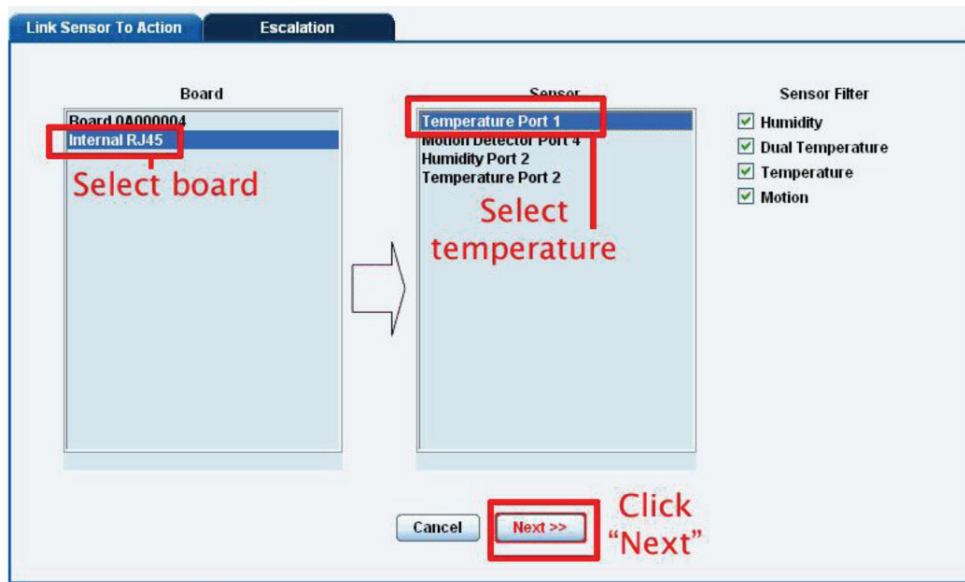 Link Sensor To Action
Escalation
Board
Sensor
Sensor Filter
Board 0A000004
Internal RJ45
Select board
Temperature Port 1
Motion Detector Port 4
Humidity Port 2
Temperature Port 2
Select
temperature
Humidity
Dual Temperature
Temperature
Motion
Cancel
Next >>
Click
“Next”